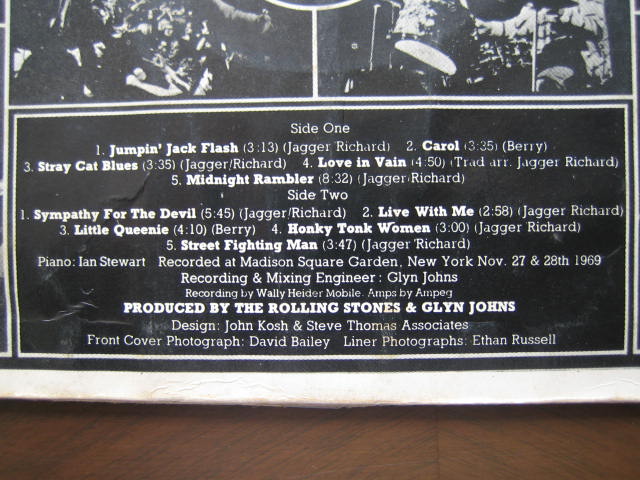 Side One
1. Jumpin' Jack Flash (3:13) (Jagger/Richard) 2. Carol (3:35) (Berry)
3. Stray Cat Blues (3:35) (Jagger/Richard) 4. Love in Vain (4:50) (Trad arr. Jagger Richard)
5. Midnight Rambler (8:32) (Jagger/Richard)
Side Two
1. Sympathy For The Devil (5:45) (Jagger/Richard) 2. Live With Me (2:58) (Jagger Richard)
3. Little Queenie (4:10) (Berry) 4. Honky Tonk Women (3:00) (Jagger Richard)
5. Street Fighting Man (3:47) (Jagger/Richard)
Piano: Ian Stewart Recorded at Madison Square Garden, New York Nov. 27 & 28th 1969
Recording & Mixing Engineer: Glyn Johns
Recording by Wally Heider Mobile. Amps by Ampeg
PRODUCED BY THE ROLLING STONES & GLYN JOHNS
Design: John Kosh & Steve Thomas Associates
Front Cover Photograph: David Bailey Liner Photographs: Ethan Russell